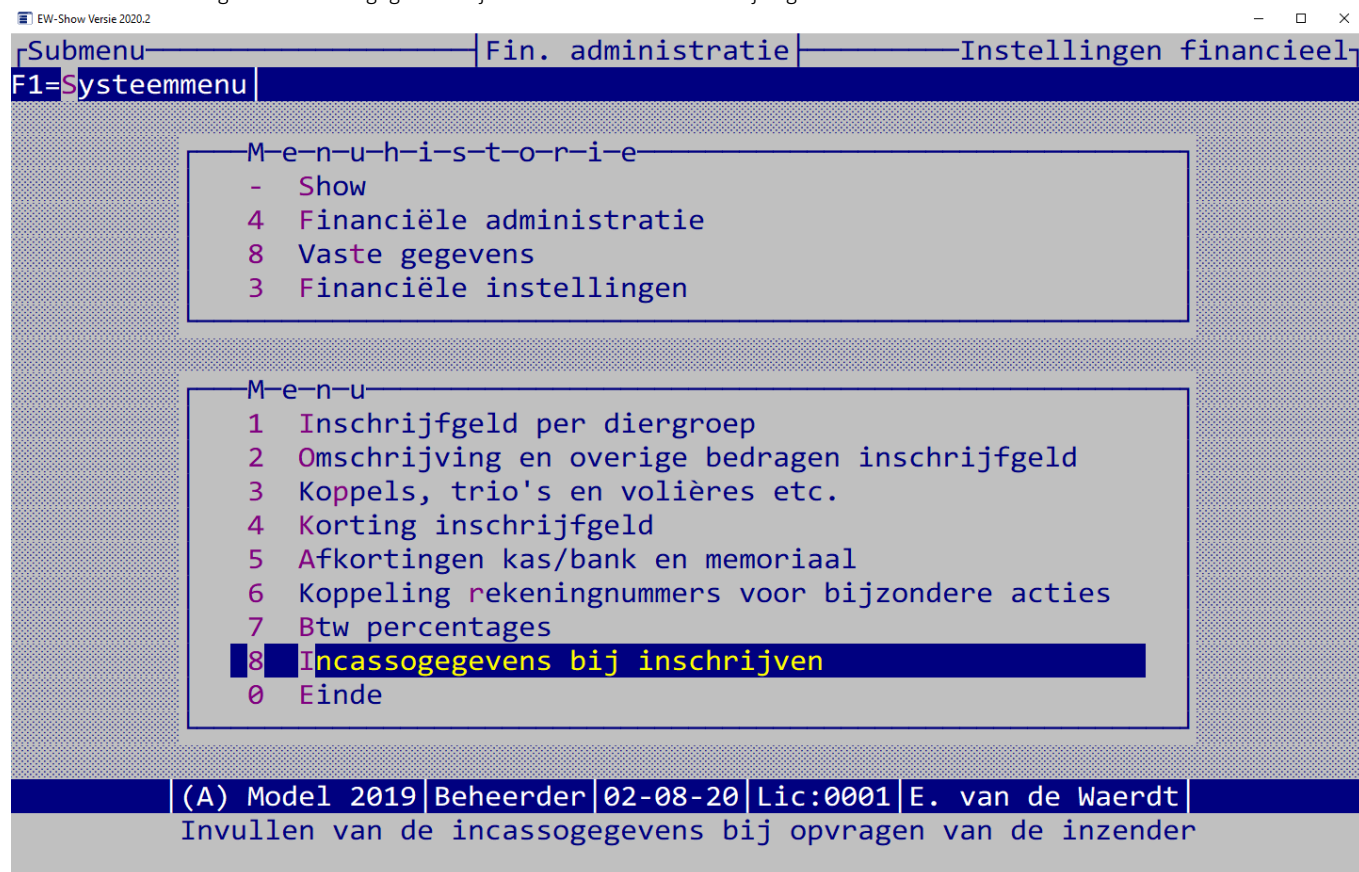 EW-Show Versie 2020.2
Submenu Fin. administratie Instellingen financieel
F1=Systeemmenu
Menuhistorie
- Show
4 Financiële administratie
8 Vaste gegevens
3 Financiële instellingen
Menu
1 Inschrijfgeld per diergroep
2 Omschrijving en overige bedragen inschrijfgeld
3 Koppels, trio's en volières etc.
4 Korting inschrijfgeld
5 Afkortingen kas/bank en memoriaal
6 Koppeling rekeningnummers voor bijzondere acties
7 Btw percentages
8 Incassogegevens bij inschrijven
0 Einde
(A) Model 2019|Beheerder|02-08-20|Lic:0001|E. van de Waerdt|
Invullen van de incassogegevens bij opvragen van de inzender